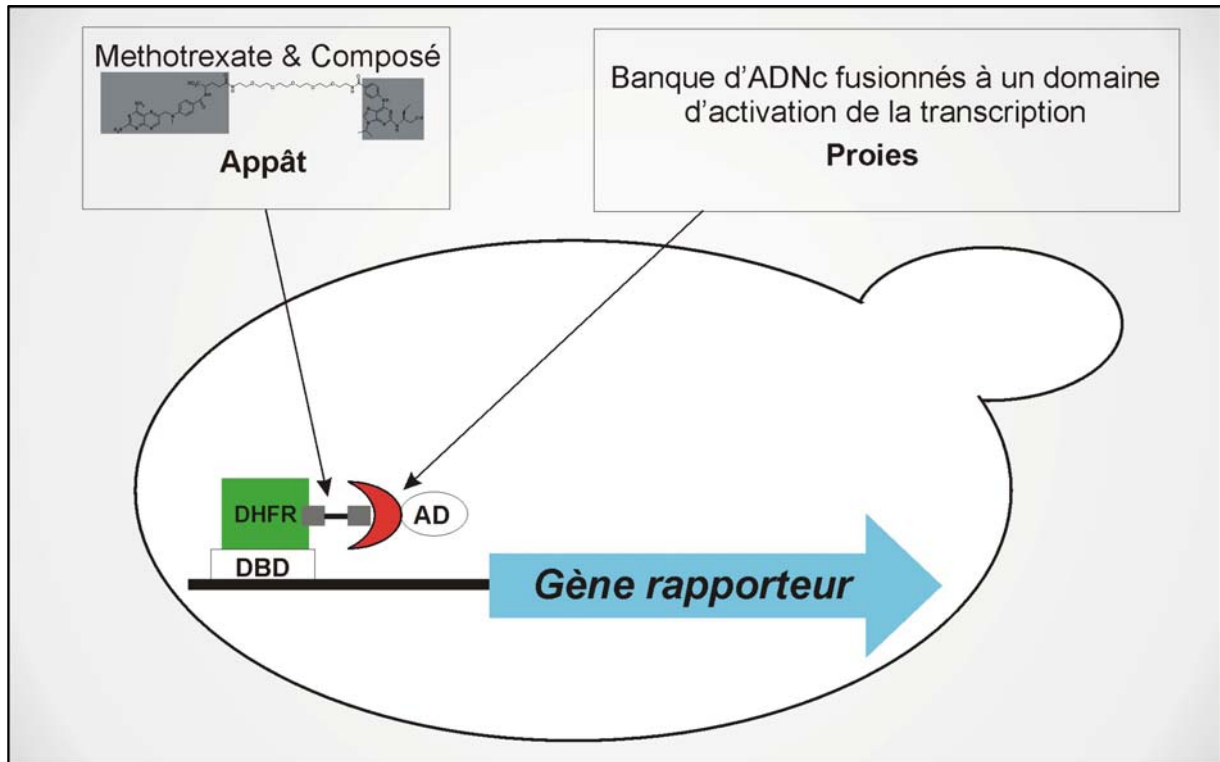 Methotrexate & Composé
Appât
Banque d'ADNc fusionnés à un domaine
d'activation de la transcription
Proies
DHFR
AD
DBD
Gène rapporteur